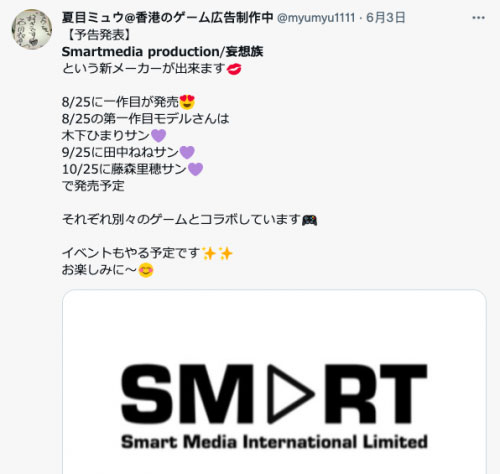 夏目ミュウ@香港のゲーム広告制作中 @myumyu1111 · 6月3日
【予告発表】
Smartmedia production/妄想族
という新メーカーが出来ます💋
8/25に一作目が発売😍
8/25の第一作目モデルさんは
木下ひまりサン💜
9/25に田中ねねサン💜
10/25に藤森里穂サン💜
で発売予定
それぞれ別々のゲームとコラボしています🎮
イベントもやる予定です✨✨
お楽しみに〜😊
SMART
Smart Media International Limited